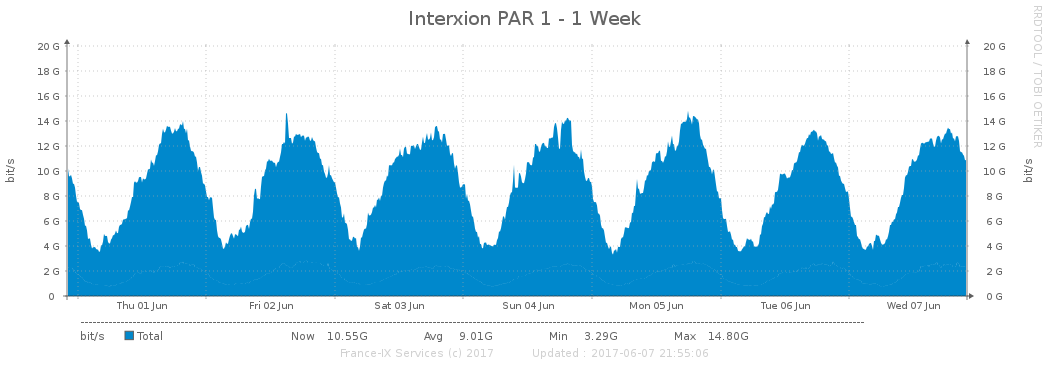 Interxion PAR 1 - 1 Week
RRDTOOL / TOBI OETIKER
20 G 20 G
18 G 18 G
16 G 16 G
14 G 14 G
12 G 12 G
10 G 10 G
8 G 8 G
6 G 6 G
4 G 4 G
2 G 2 G
0 0 G
bit/s bit/s
Thu 01 Jun Fri 02 Jun Sat 03 Jun Sun 04 Jun Mon 05 Jun Tue 06 Jun Wed 07 Jun
bit/s Total Now 10.55G Avg 9.01G Min 3.29G Max 14.80G
France-IX Services (c) 2017 Updated : 2017-06-07 21:55:06